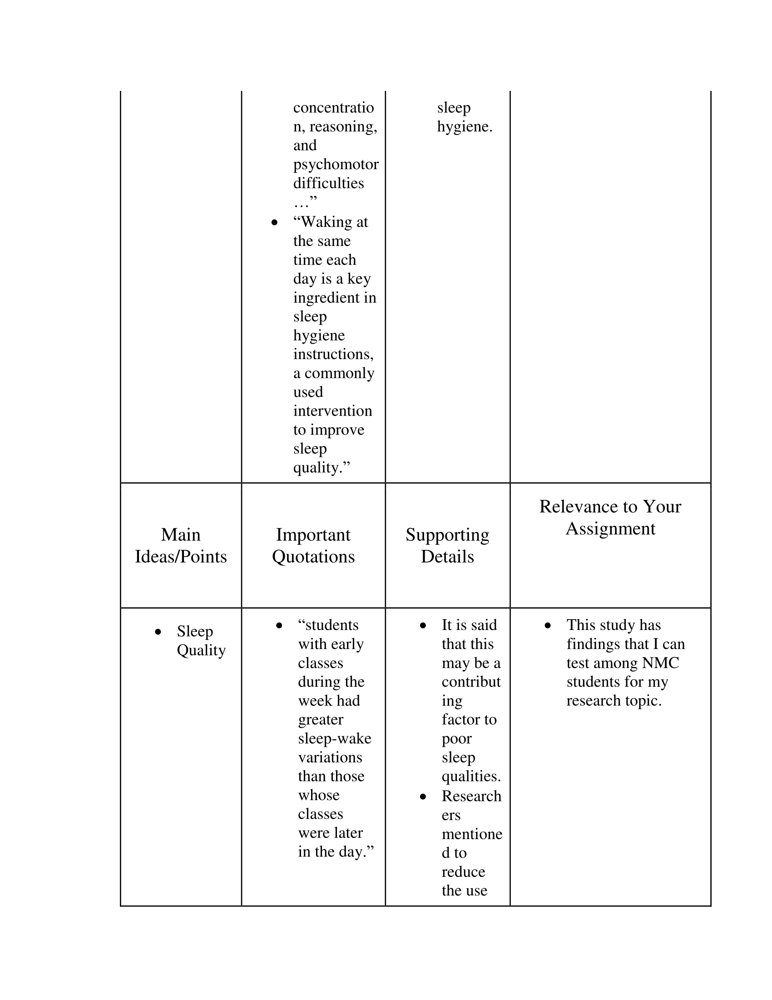 concentratio
n, reasoning,
and
psychomotor
difficulties
…”
• “Waking at
the same
time each
day is a key
ingredient in
sleep
hygiene
instructions,
a commonly
used
intervention
to improve
sleep
quality.”
sleep
hygiene.
Main
Ideas/Points
Important
Quotations
Supporting
Details
Relevance to Your
Assignment
• Sleep
Quality
• “students
with early
classes
during the
week had
greater
sleep-wake
variations
than those
whose
classes
were later
in the day.”
• It is said
that this
may be a
contribut
ing
factor to
poor
sleep
qualities.
• Research
ers
mentione
d to
reduce
the use
• This study has
findings that I can
test among NMC
students for my
research topic.